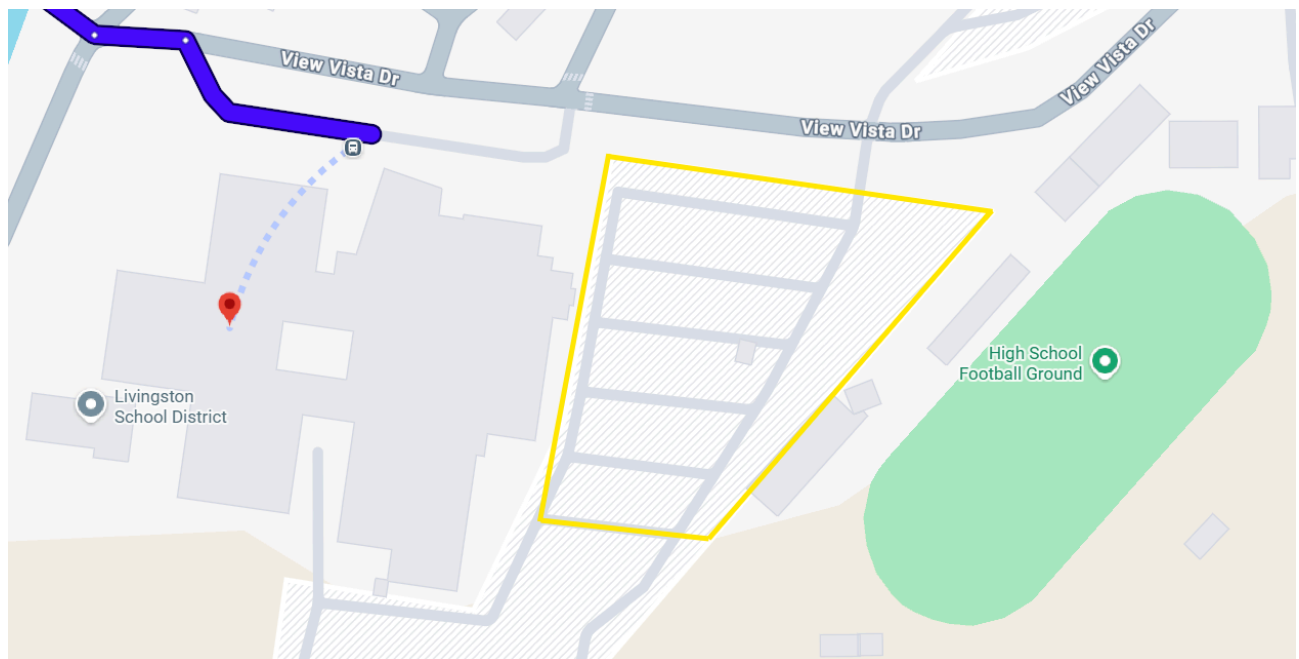 View Vista Dr
View Vista Dr
View Vista Dr
High School
Football Ground
Livingston
School District